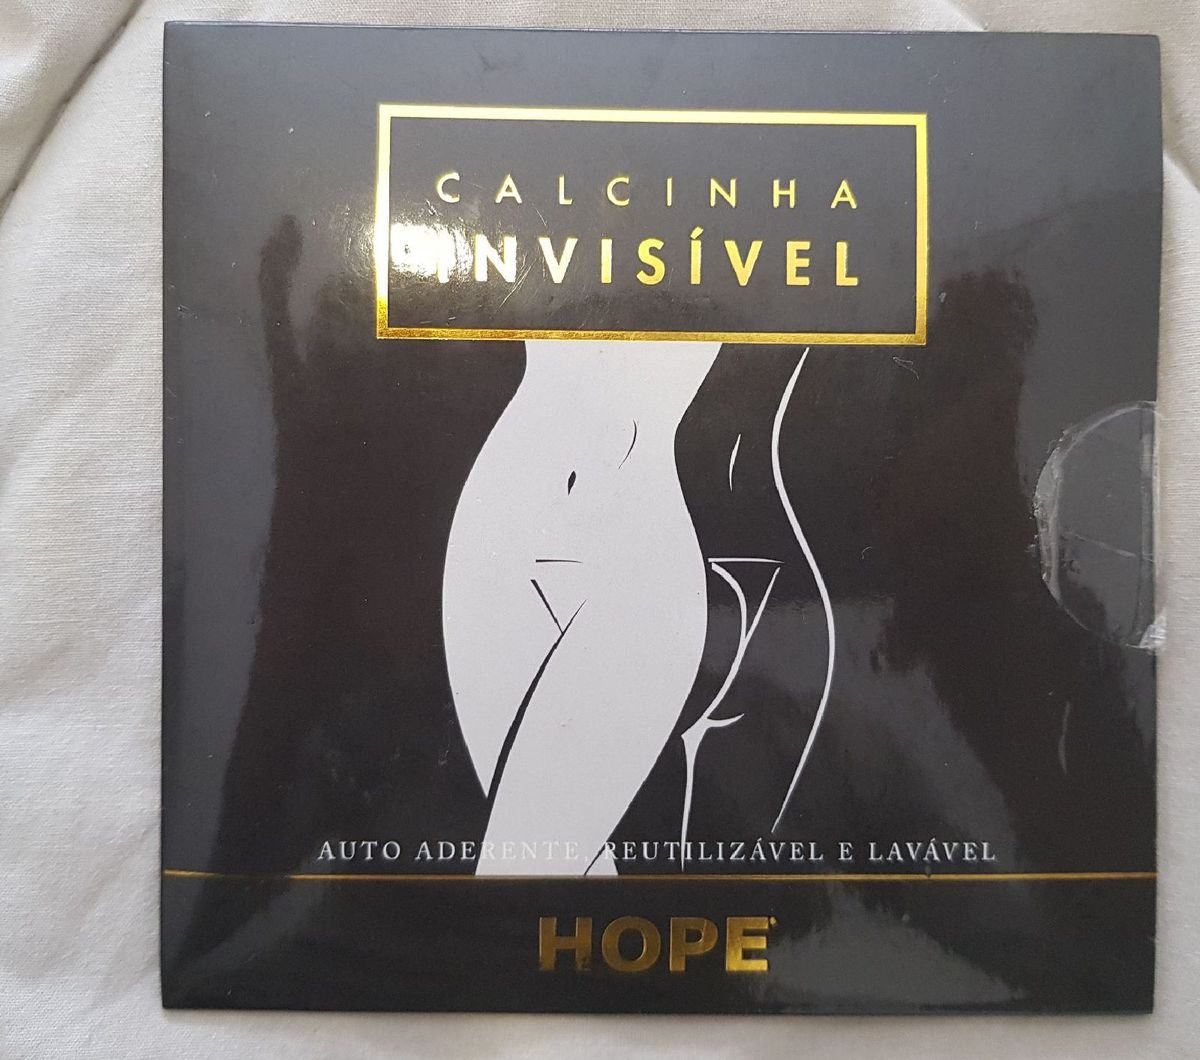 CALCINHA
INVISÍVEL
AUTO ADERENTE, REUTILIZÁVEL E LAVÁVEL
HOPE